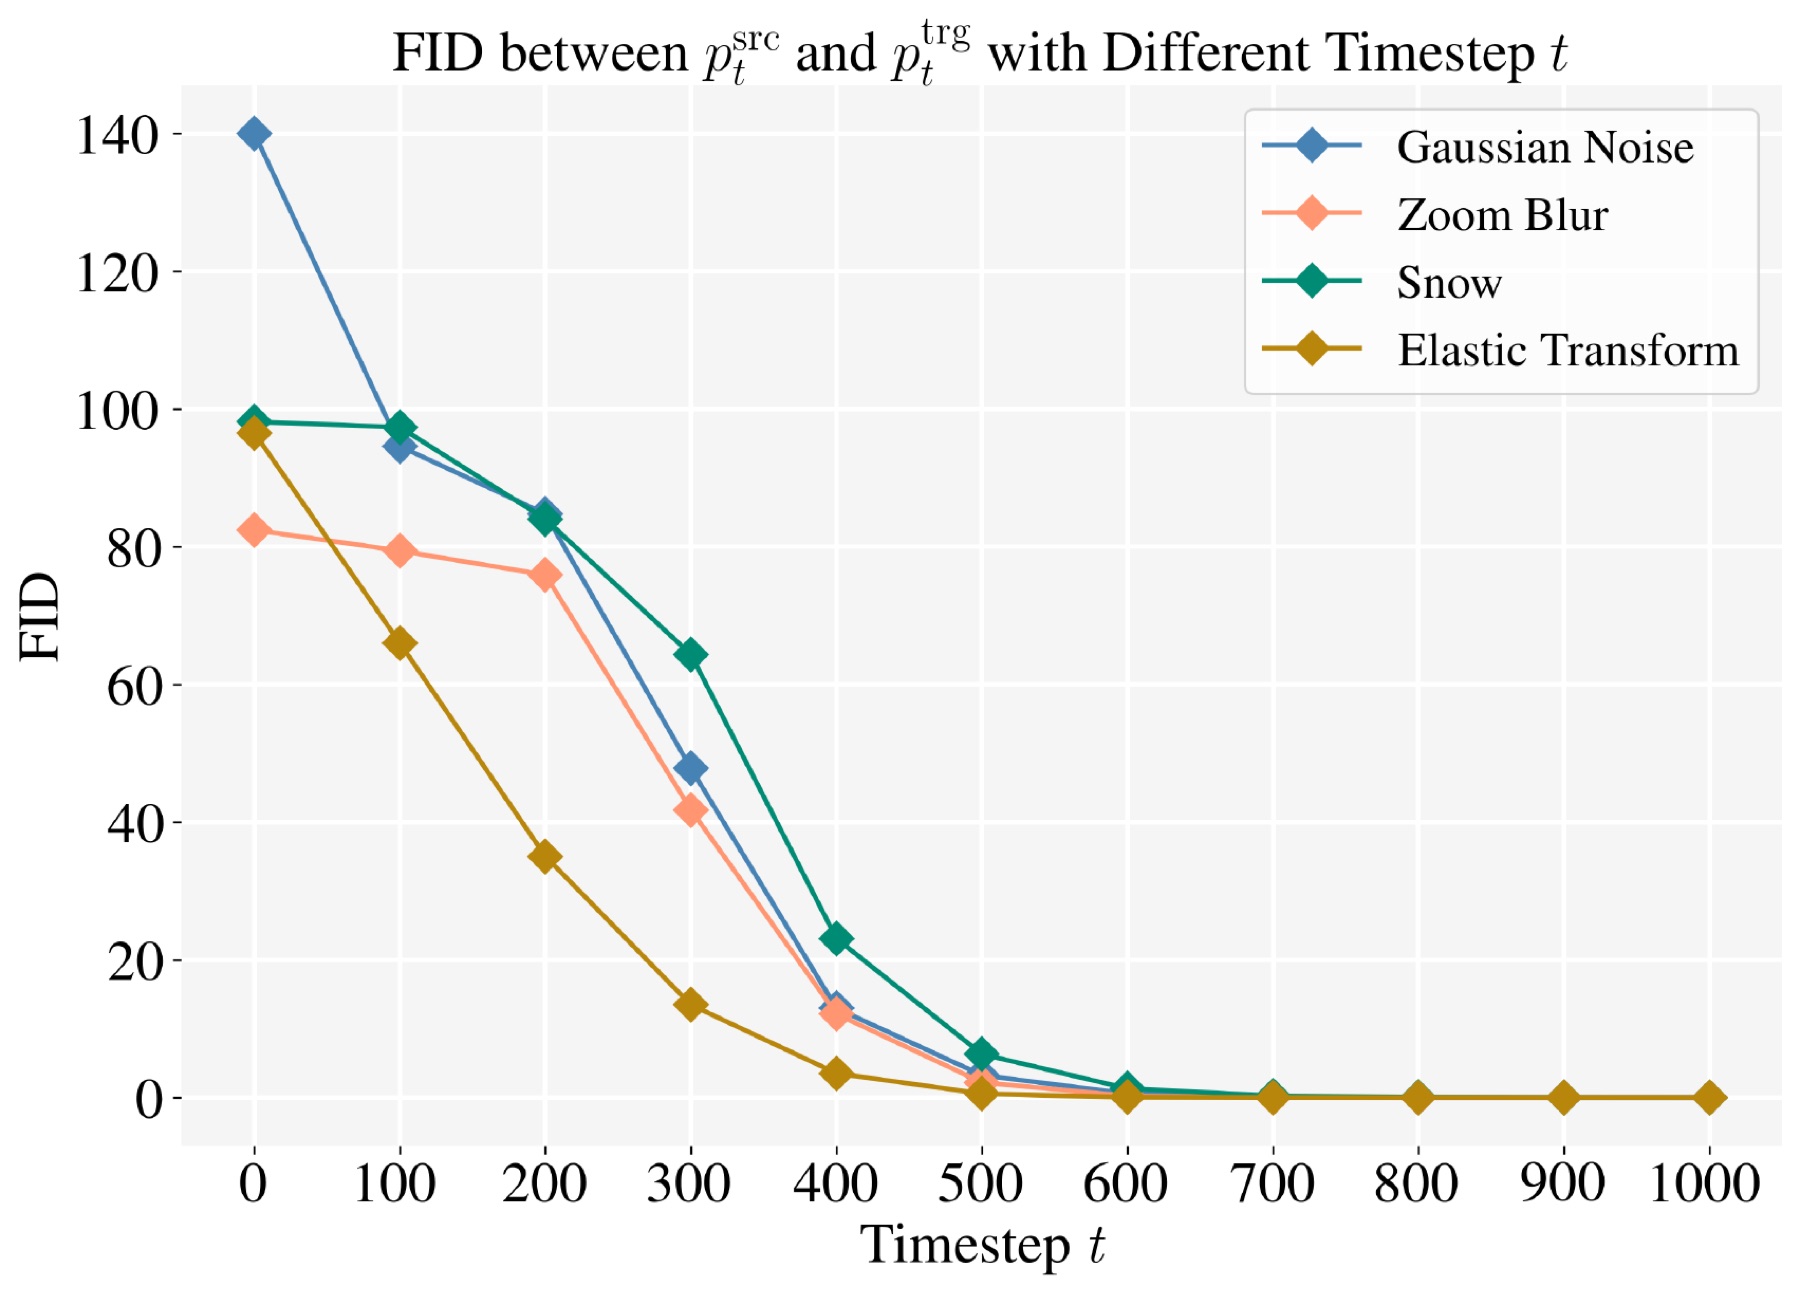 FID between $p_t^{\mathrm{src}}$ and $p_t^{\mathrm{trg}}$ with Different Timestep $t$
Gaussian Noise
Zoom Blur
Snow
Elastic Transform
FID
140
120
100
80
60
40
20
0
0 100 200 300 400 500 600 700 800 900 1000
Timestep $t$